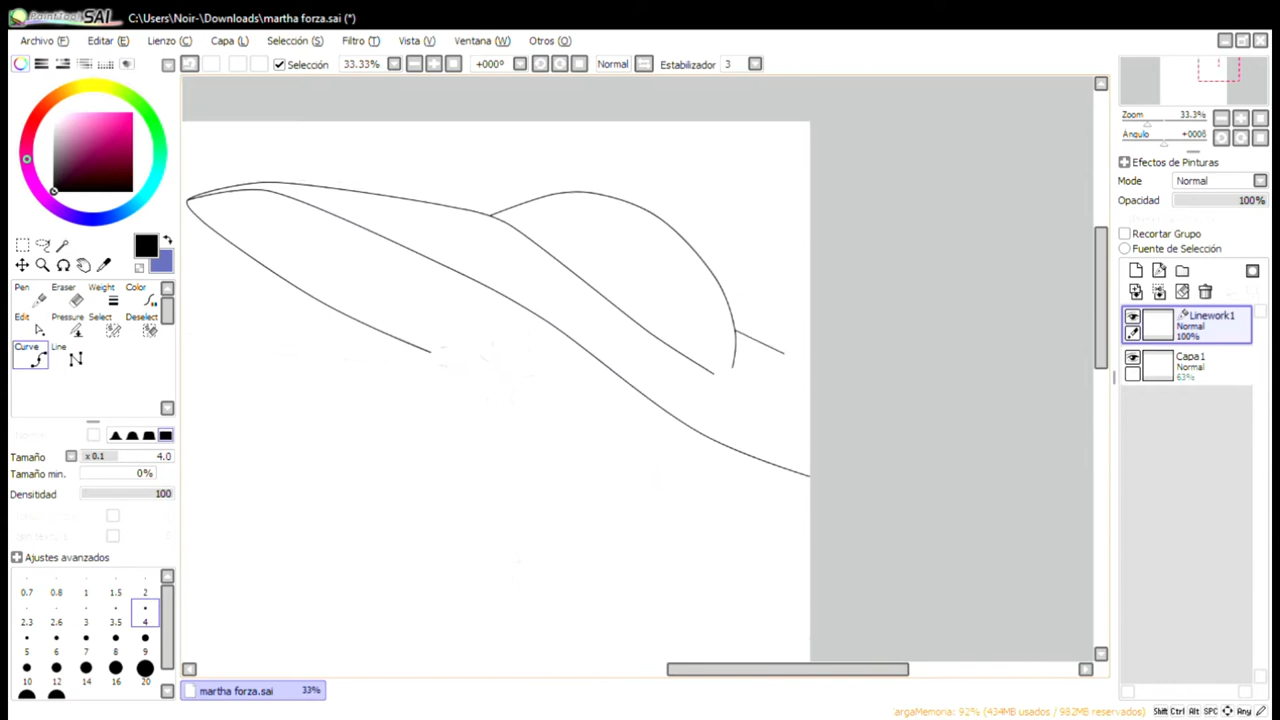 PaintTool SAI C:\Users\Noir-\Downloads\martha forza.sai (*)
Archivo (F) Editar (E) Lienzo (C) Capa (L) Selección (S) Filtro (T) Vista (V) Ventana (W) Otros (O)
Selección 33.33% +000° Normal Estabilizador 3
Zoom 33.3%
Angulo +000ß
Efectos de Pinturas
Mode Normal
Opacidad 100%
Recortar Grupo
Fuente de Selección
Pen Eraser Weight Color
Edit Pressure Select Deselect
Curve Line
Linework1
Normal
100%
Capa1
Normal
63%
Tamaño x 0.1 4.0
Tamaño min. 0%
Densitidad 100
Ajustes avanzados
0.7 0.8 1 1.5 2
2.3 2.6 3 3.5 4
5 6 7 8 9
10 12 14 16 20
martha forza.sai 33%
argaMemoria: 92% (434MB usados / 982MB reservados) Shift Ctrl Alt SPC Any